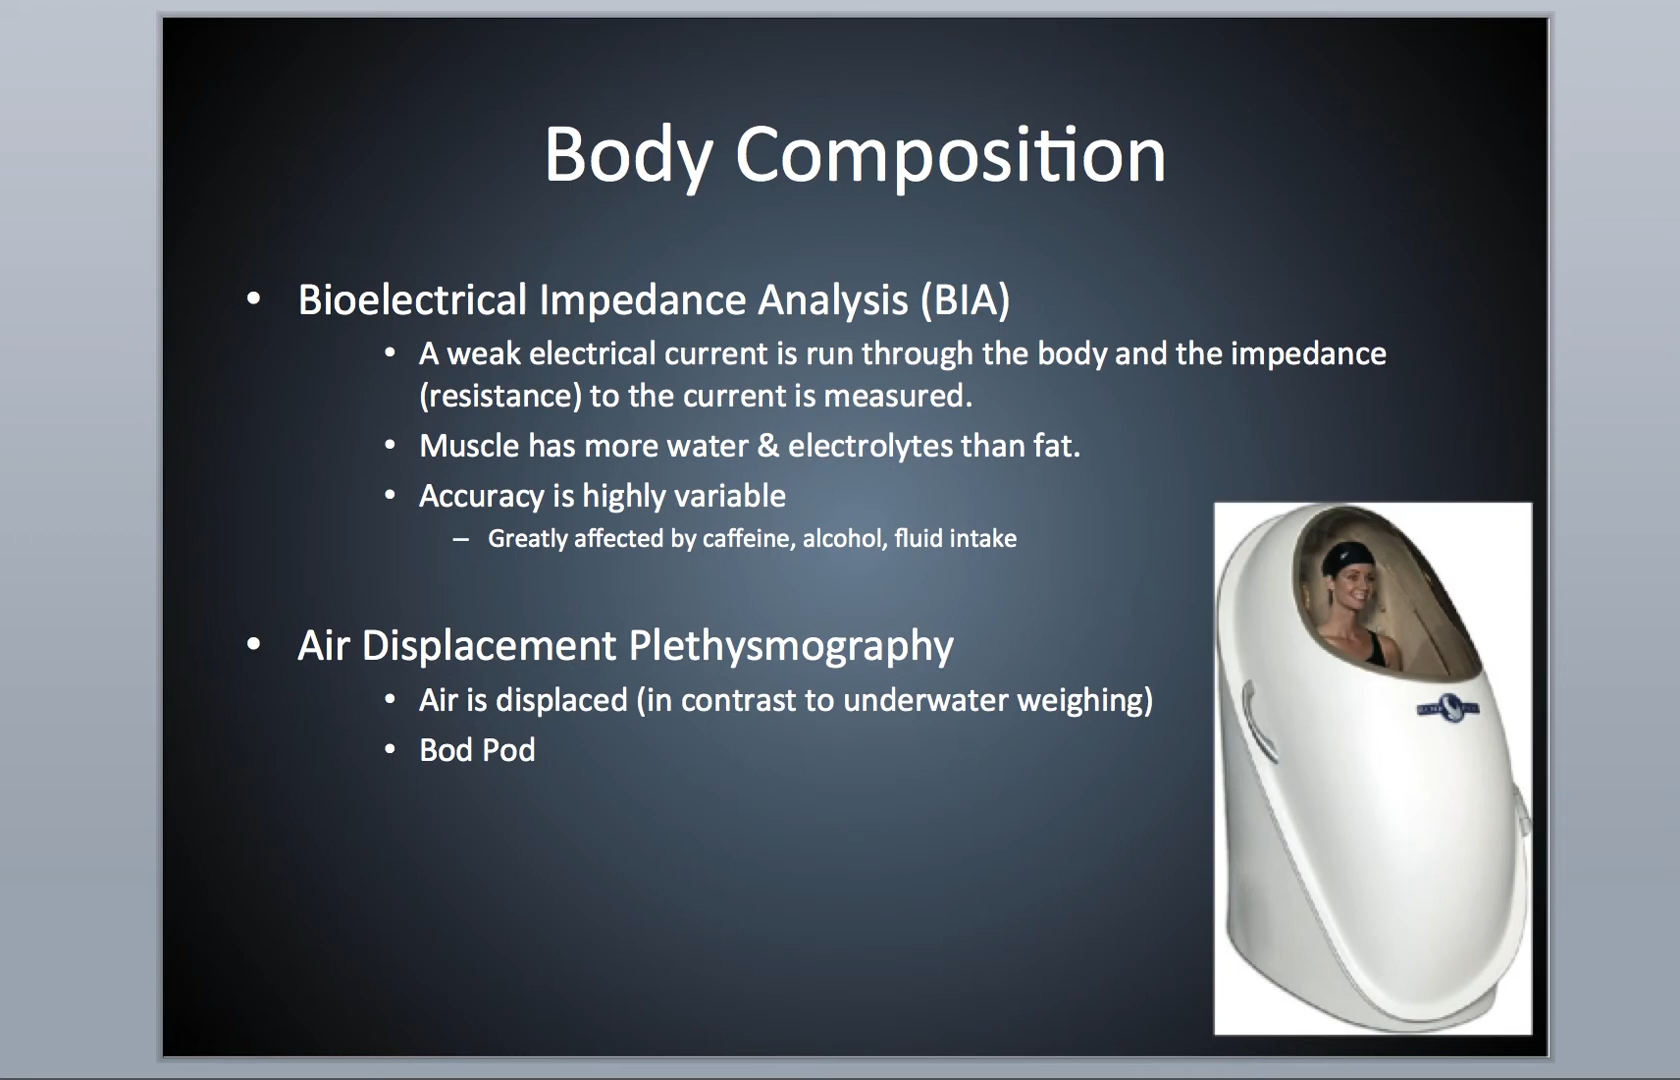 Body Composition
• Bioelectrical Impedance Analysis (BIA)
• A weak electrical current is run through the body and the impedance
(resistance) to the current is measured.
• Muscle has more water & electrolytes than fat.
• Accuracy is highly variable
– Greatly affected by caffeine, alcohol, fluid intake
• Air Displacement Plethysmography
• Air is displaced (in contrast to underwater weighing)
• Bod Pod